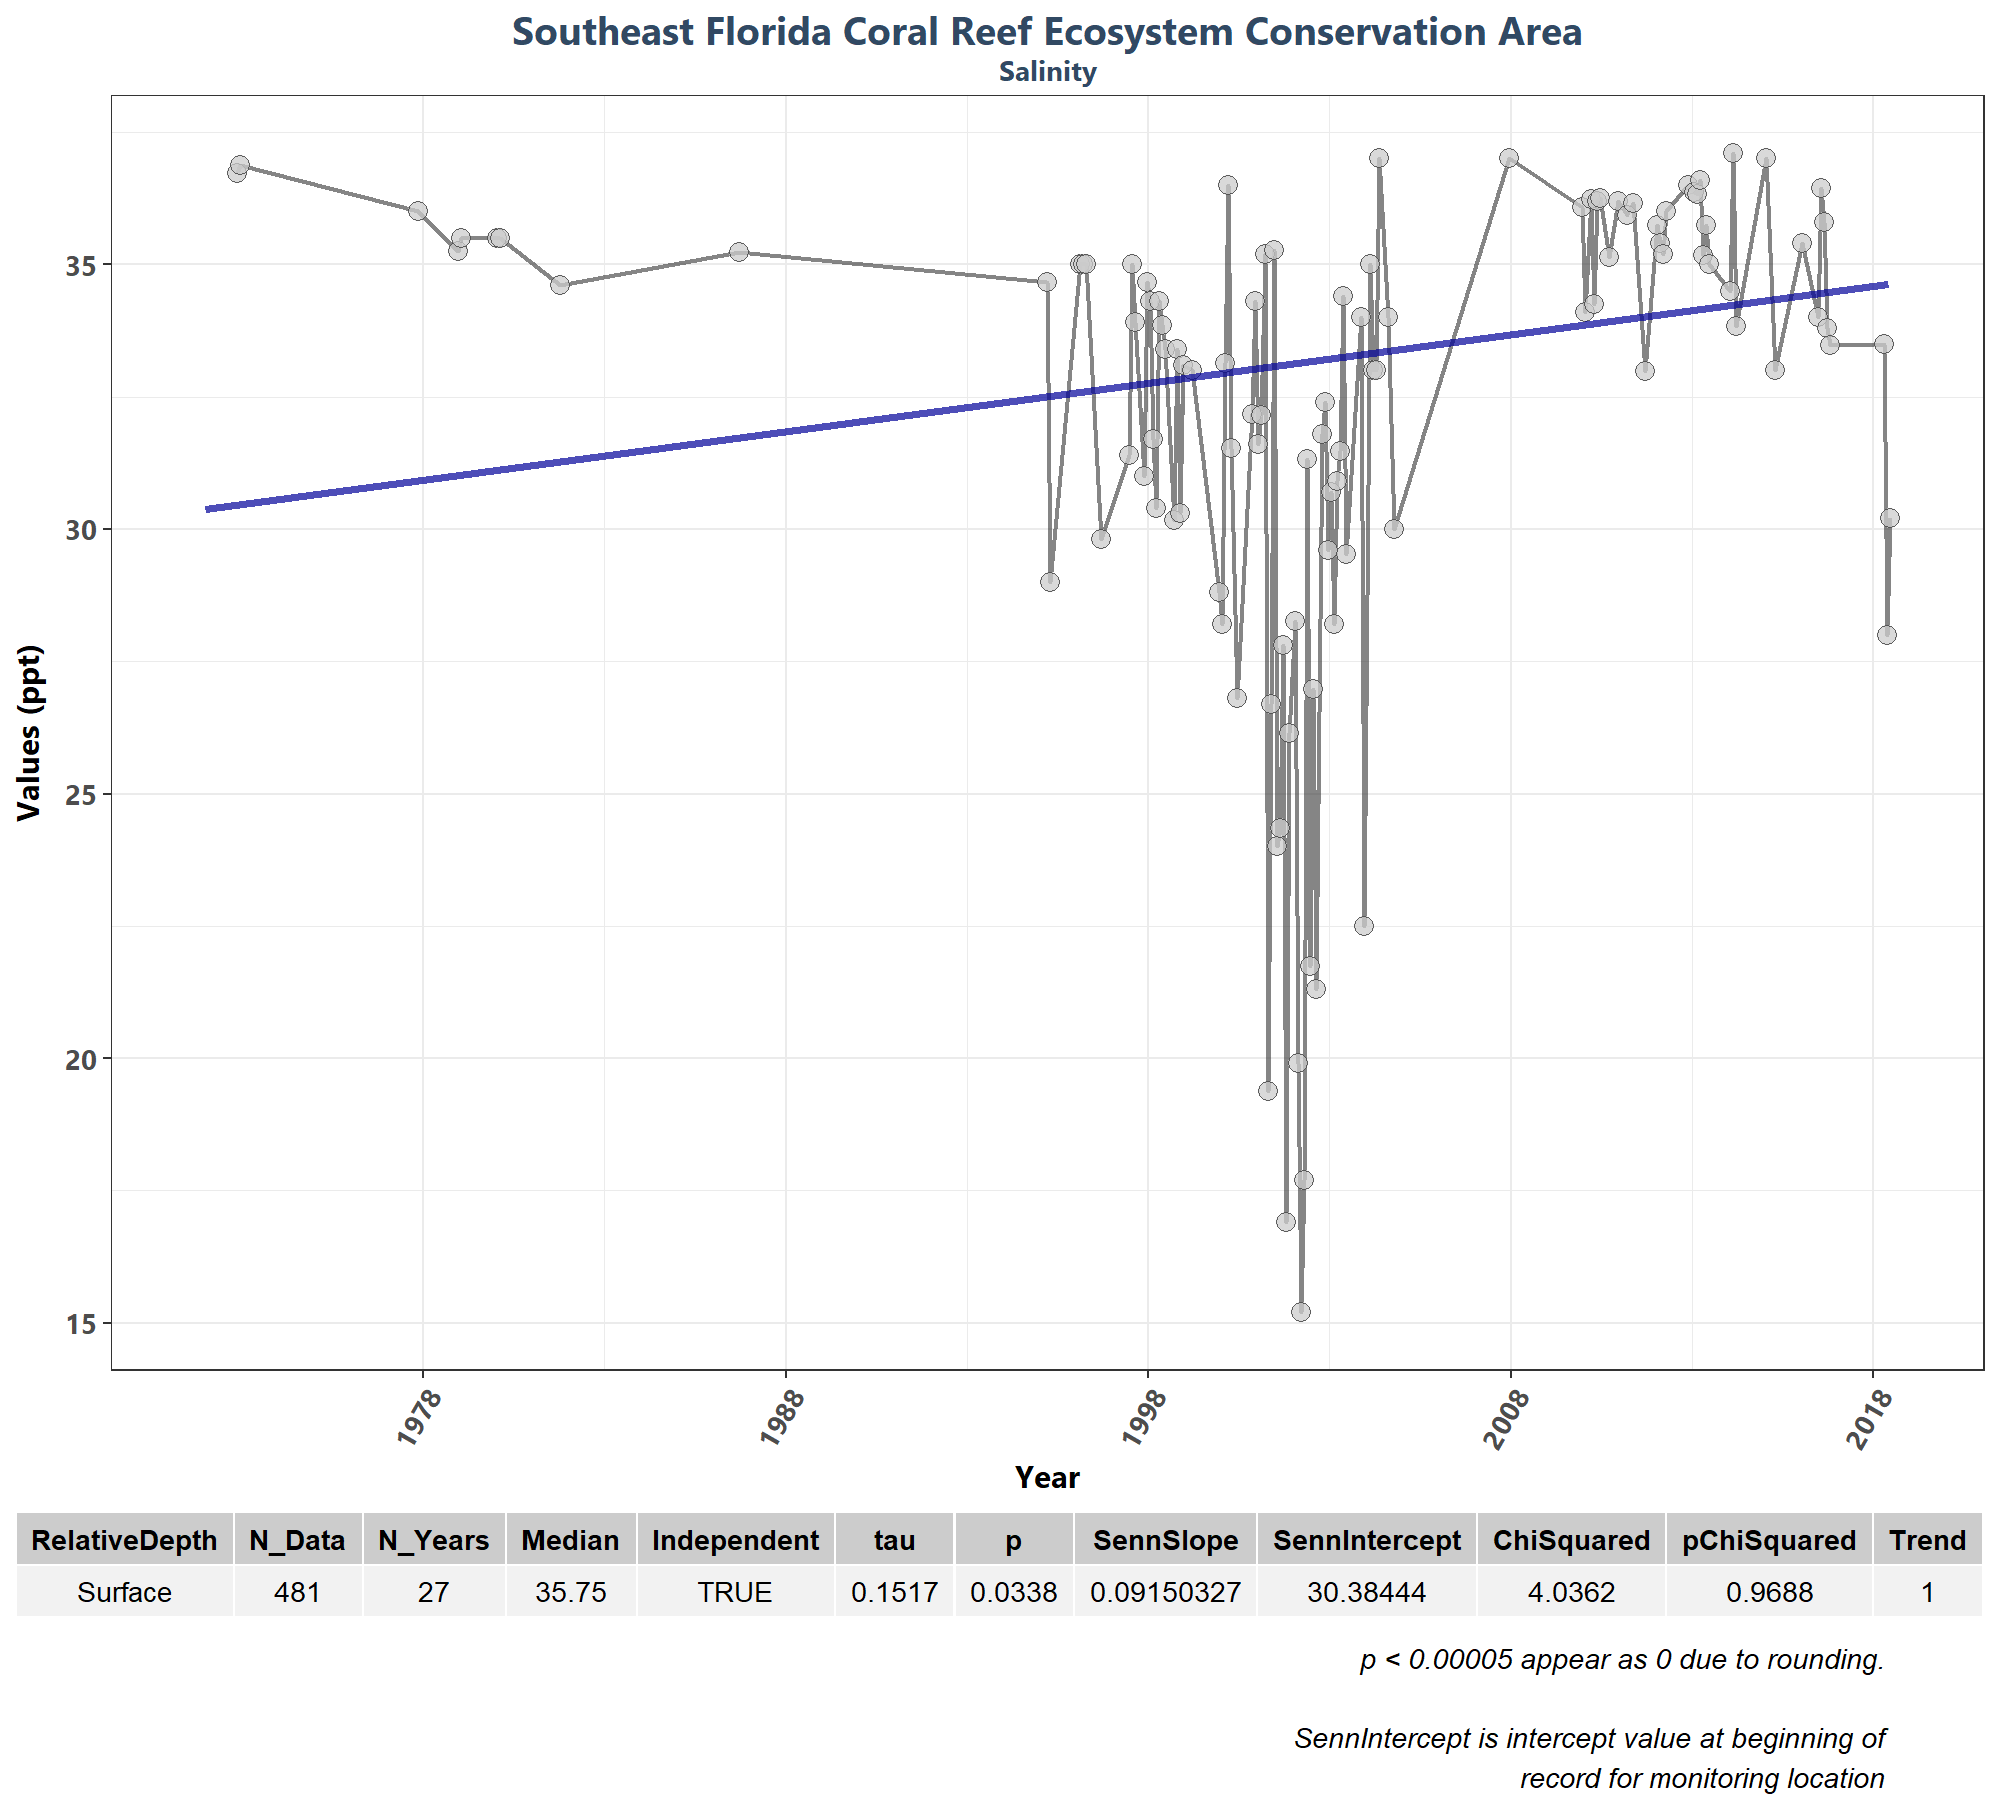 Southeast Florida Coral Reef Ecosystem Conservation Area
Salinity
35
30
25
20
15
Values (ppt)
1978
1988
1998
2008
2018
Year
RelativeDepth N_Data N_Years Median Independent tau p SennSlope SennIntercept ChiSquared pChiSquared Trend
Surface 481 27 35.75 TRUE 0.1517 0.0338 0.09150327 30.38444 4.0362 0.9688 1
p < 0.00005 appear as 0 due to rounding.
SennIntercept is intercept value at beginning of
record for monitoring location